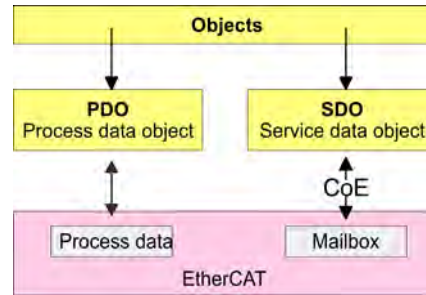 Objects
PDO
Process data object
SDO
Service data object
CoE
Process data
Mailbox
EtherCAT